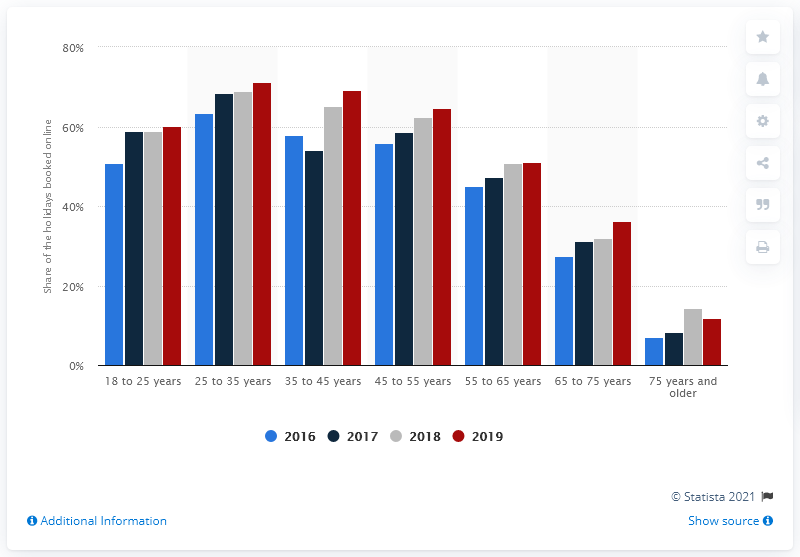 80%
60%
40%
20%
0%
Share of the holidays booked online
18 to 25 years
25 to 35 years
35 to 45 years
45 to 55 years
55 to 65 years
65 to 75 years
75 years and
older
2016
2017
2018
2019
© Statista 2021
Additional Information
Show source